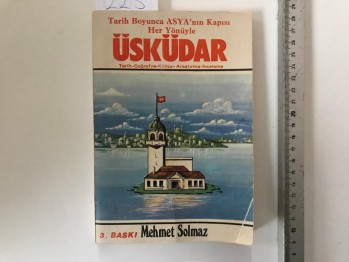 Tarih Boyunca ASYA'nın Kapısı
Her Yönüyle
ÜSKÜDAR
3. BASKI Mehmet Solmaz